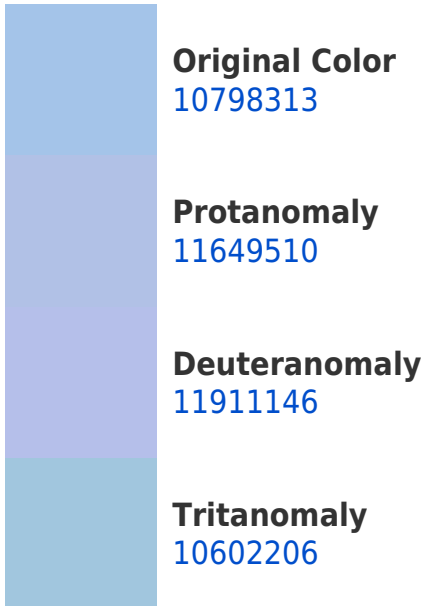 Original Color
10798313
Protanomaly
11649510
Deuteranomaly
11911146
Tritanomaly
10602206